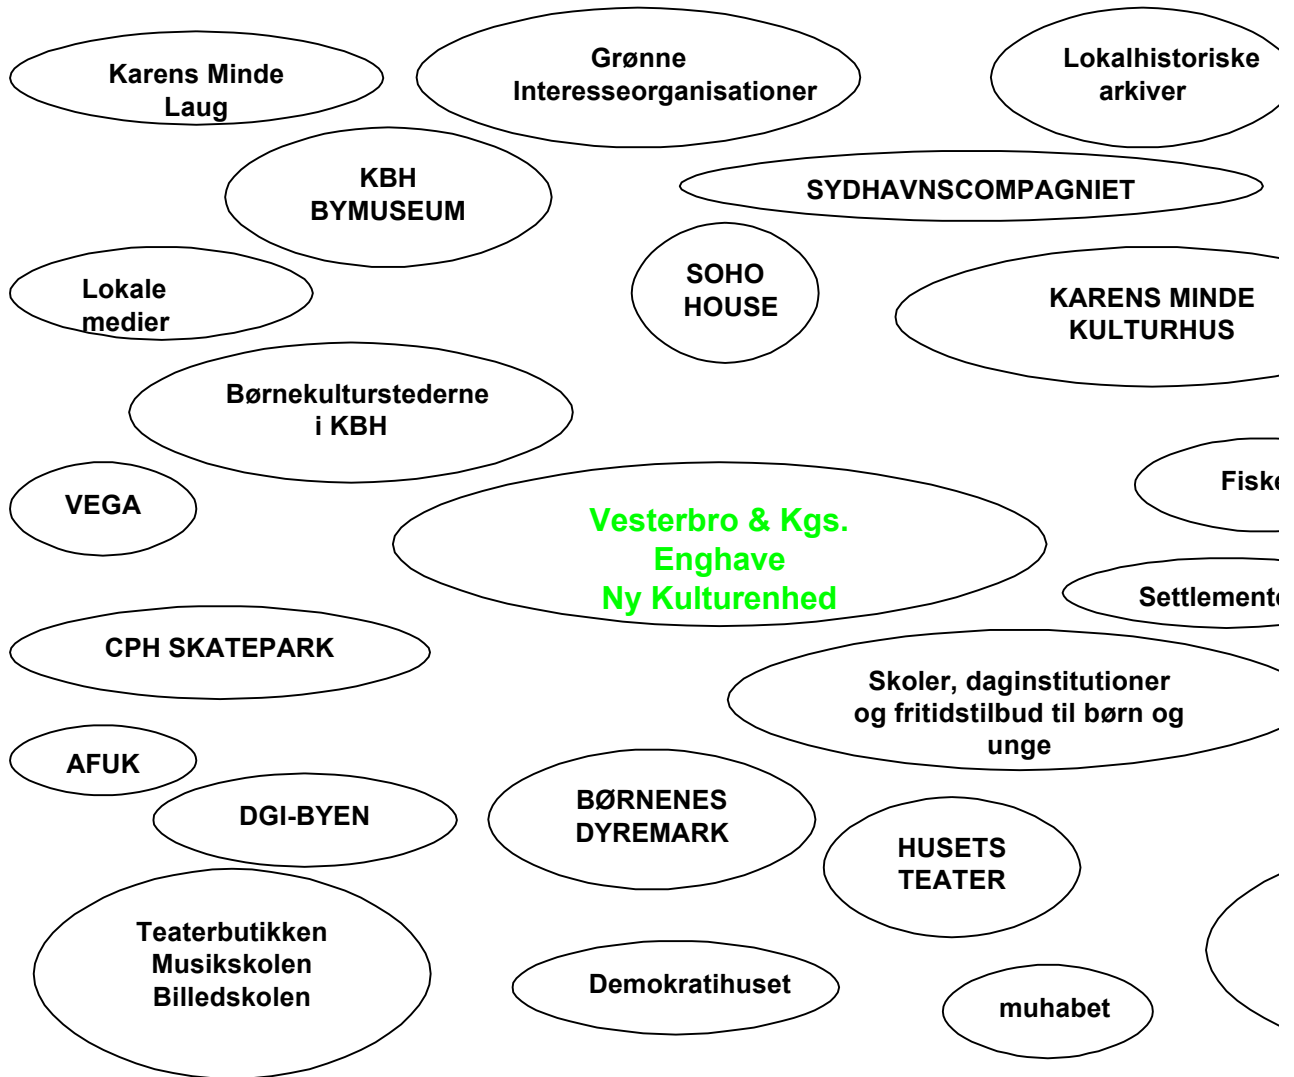 Karens Minde
Laug
Grønne
Interesseorganisationer
Lokalhistoriske
arkiver
KBH
BYMUSEUM
SYDHAVNSCOMPAGNIET
Lokale
medier
SOHO
HOUSE
KARENS MINDE
KULTURHUS
Børnekulturstederne
i KBH
VEGA
Vesterbro & Kgs.
Enghave
Ny Kulturenhed
Fiske
Settlemente
CPH SKATEPARK
Skoler, daginstitutioner
og fritidstilbud til børn og
unge
AFUK
DGI-BYEN
BØRNENES
DYREMARK
HUSETS
TEATER
Teaterbutikken
Musikskolen
Billedskolen
Demokratihuset
muhabet